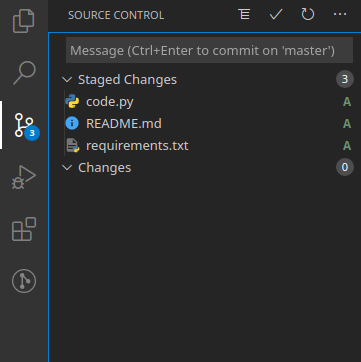 SOURCE CONTROL
Message (Ctrl+Enter to commit on 'master')
Staged Changes 3
code.py A
README.md A
requirements.txt A
3
Changes 0